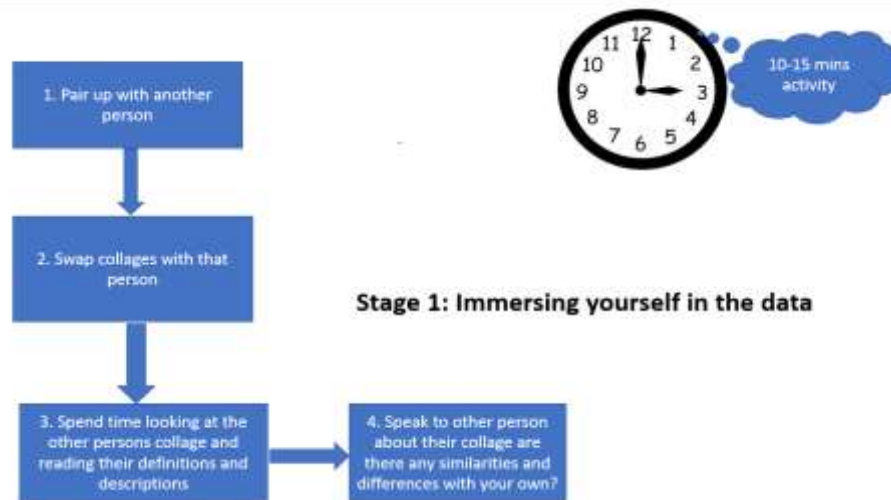 12
11
1
10
2
9
3
8
4
7
6
5
10-15 mins
activity
1. Pair up with another
person
2. Swap collages with that
person
Stage 1: Immersing yourself in the data
3. Spend time looking at the
other persons collage and
reading their definitions and
descriptions
4. Speak to other person
about their collage are
there any similarities and
differences with your own?